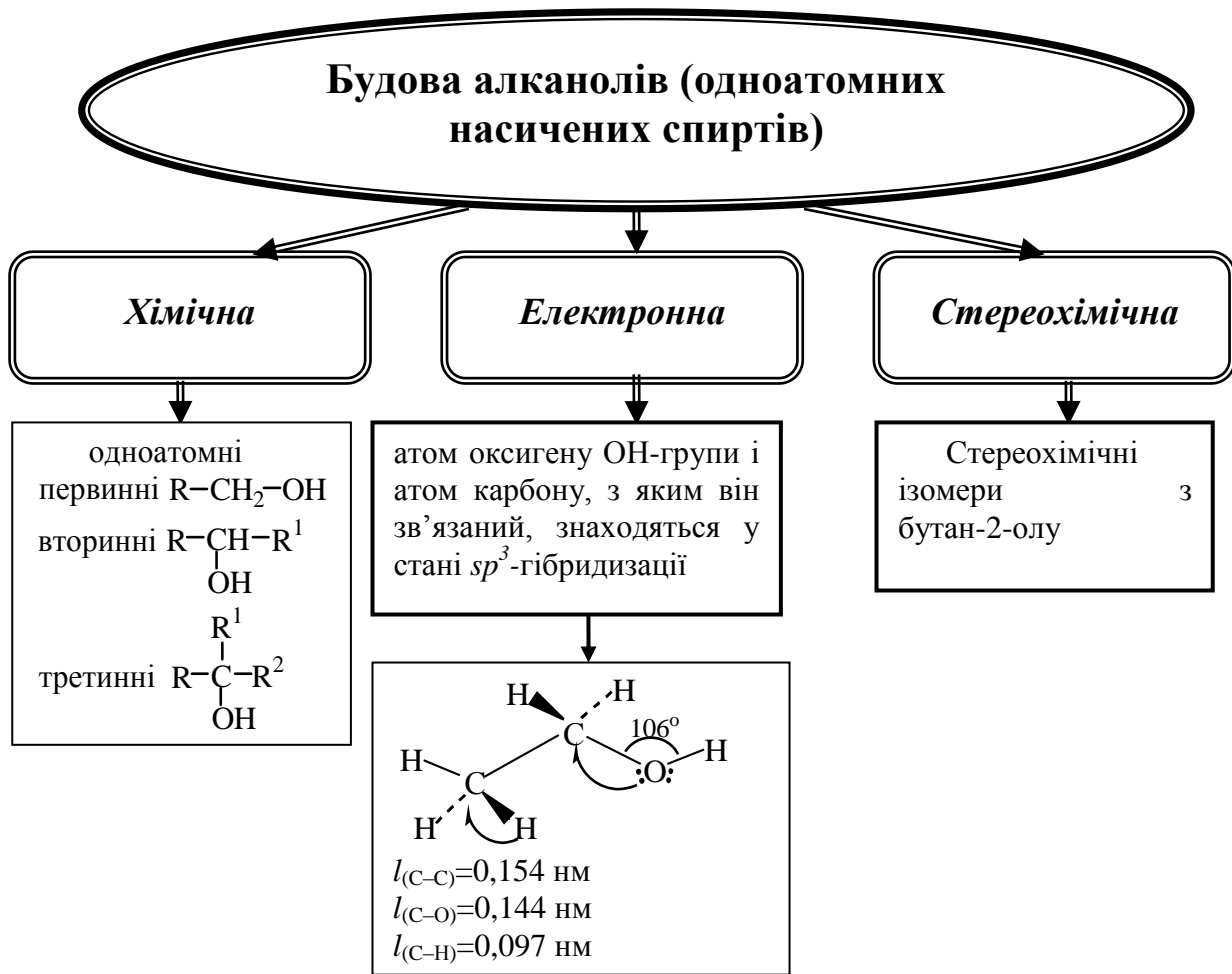 Будова алканолів (одноатомних
насичених спиртів)
Хімічна
Електронна
Стереохімічна
одноатомні
первинні R–CH₂–OH
вторинні R–CH–R¹
OH
R¹
третинні R–C–R²
OH
атом оксигену ОН-групи і
атом карбону, з яким він
зв’язаний, знаходяться у
стані sp³-гібридизації
H H
C 106º
H C O H
H H
l(C–C)=0,154 нм
l(C–O)=0,144 нм
l(C–H)=0,097 нм
Стереохімічні
ізомери з
бутан-2-олу